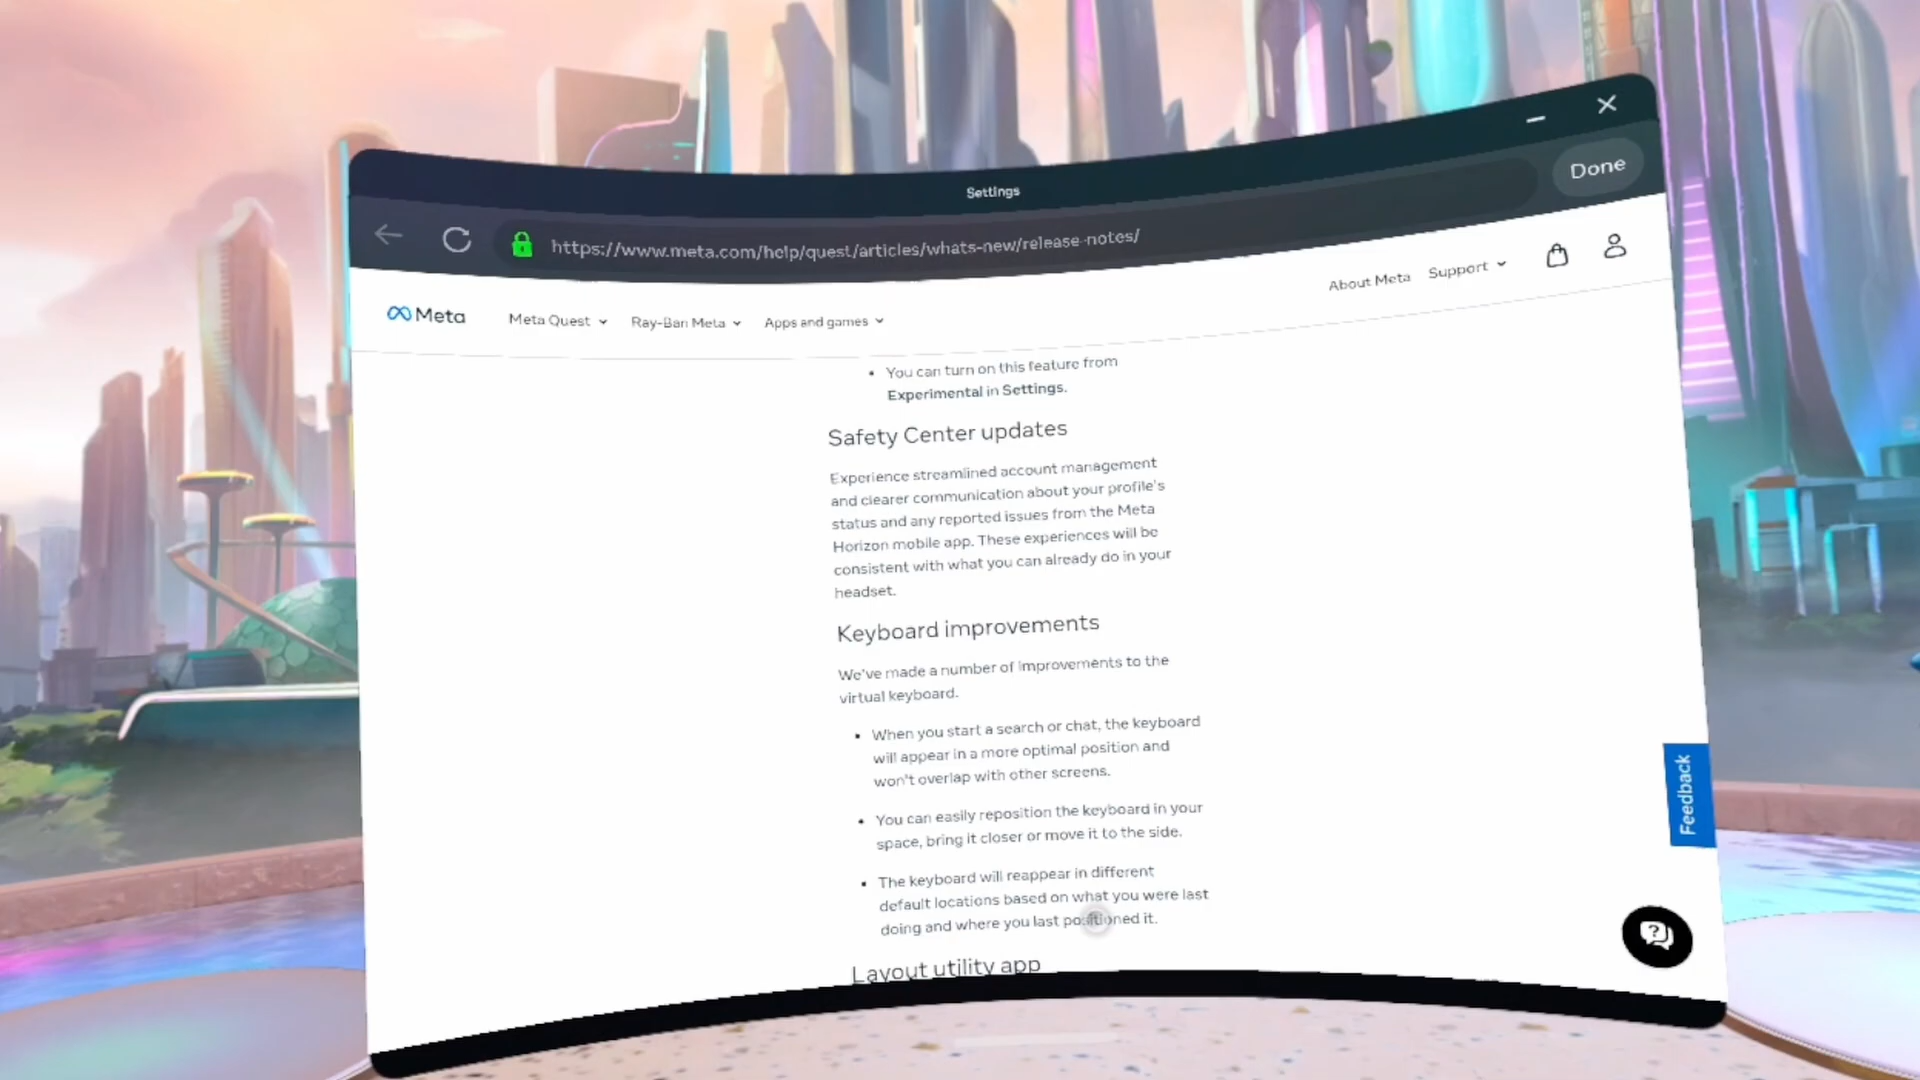 Settings
Done
https://www.meta.com/help/quest/articles/whats-new/release-notes/
Meta
Meta Quest
Ray-Ban Meta
Apps and games
About Meta
Support
You can turn on this feature from
Experimental in Settings.
Safety Center updates
Experience streamlined account management
and clearer communication about your profile's
status and any reported issues from the Meta
Horizon mobile app. These experiences will be
consistent with what you can already do in your
headset.
Keyboard improvements
We've made a number of improvements to the
virtual keyboard.
When you start a search or chat, the keyboard
will appear in a more optimal position and
won't overlap with other screens.
You can easily reposition the keyboard in your
space, bring it closer or move it to the side.
The keyboard will reappear in different
default locations based on what you were last
doing and where you last positioned it.
Layout utility app
Feedback